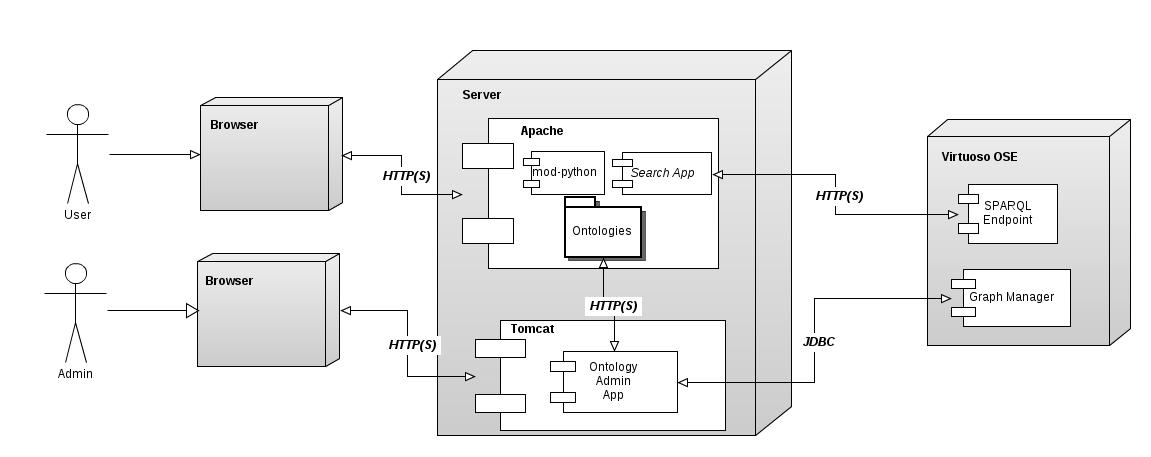 Server
Apache
Browser
User
HTTP(S)
mod-python
Search App
Ontologies
HTTP(S)
Virtuoso OSE
SPARQL
Endpoint
Graph Manager
Browser
Admin
HTTP(S)
HTTP(S)
Tomcat
Ontology
Admin
App
JDBC